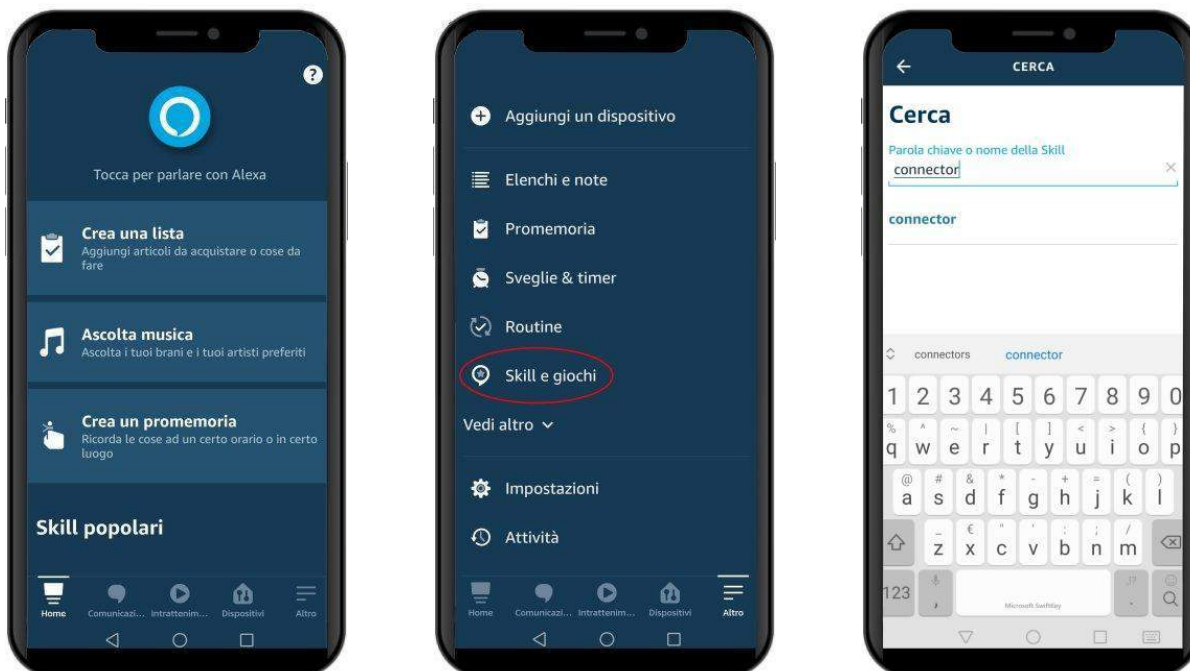 ?
Tocca per parlare con Alexa
Crea una lista
Aggiungi articoli da acquistare o cose da
fare
Ascolta musica
Ascolta i tuoi brani e i tuoi artisti preferiti
Crea un promemoria
Ricorda le cose ad un certo orario o in certo
luogo
Skill popolari
Home Comunicazi... Intrattenim... Dispositivi Altro
Aggiungi un dispositivo
Elenchi e note
Promemoria
Sveglie & timer
Routine
Skill e giochi
Vedi altro
Impostazioni
Attività
Home Comunicazi... Intrattenim... Dispositivi Altro
CERCA
Cerca
Parola chiave o nome della Skill
connector
connector
connectors connector
1 2 3 4 5 6 7 8 9 0
% ^ ~ | [ ] < > { }
q w e r t y u i o p
@ # & * - + = ( )
a s d f g h j k l
_ € " ' : ; /
z x c v b n m
123 , Microsoft SwiftKey .